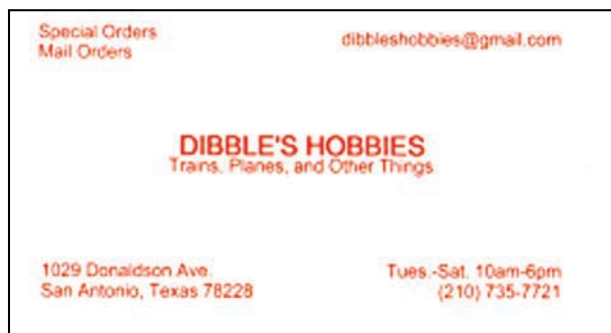 Special Orders
Mail Orders
dibbleshobbies@gmail.com
DIBBLE'S HOBBIES
Trains, Planes, and Other Things
1029 Donaldson Ave.
San Antonio, Texas 78228
Tues.-Sat. 10am-6pm
(210) 735-7721